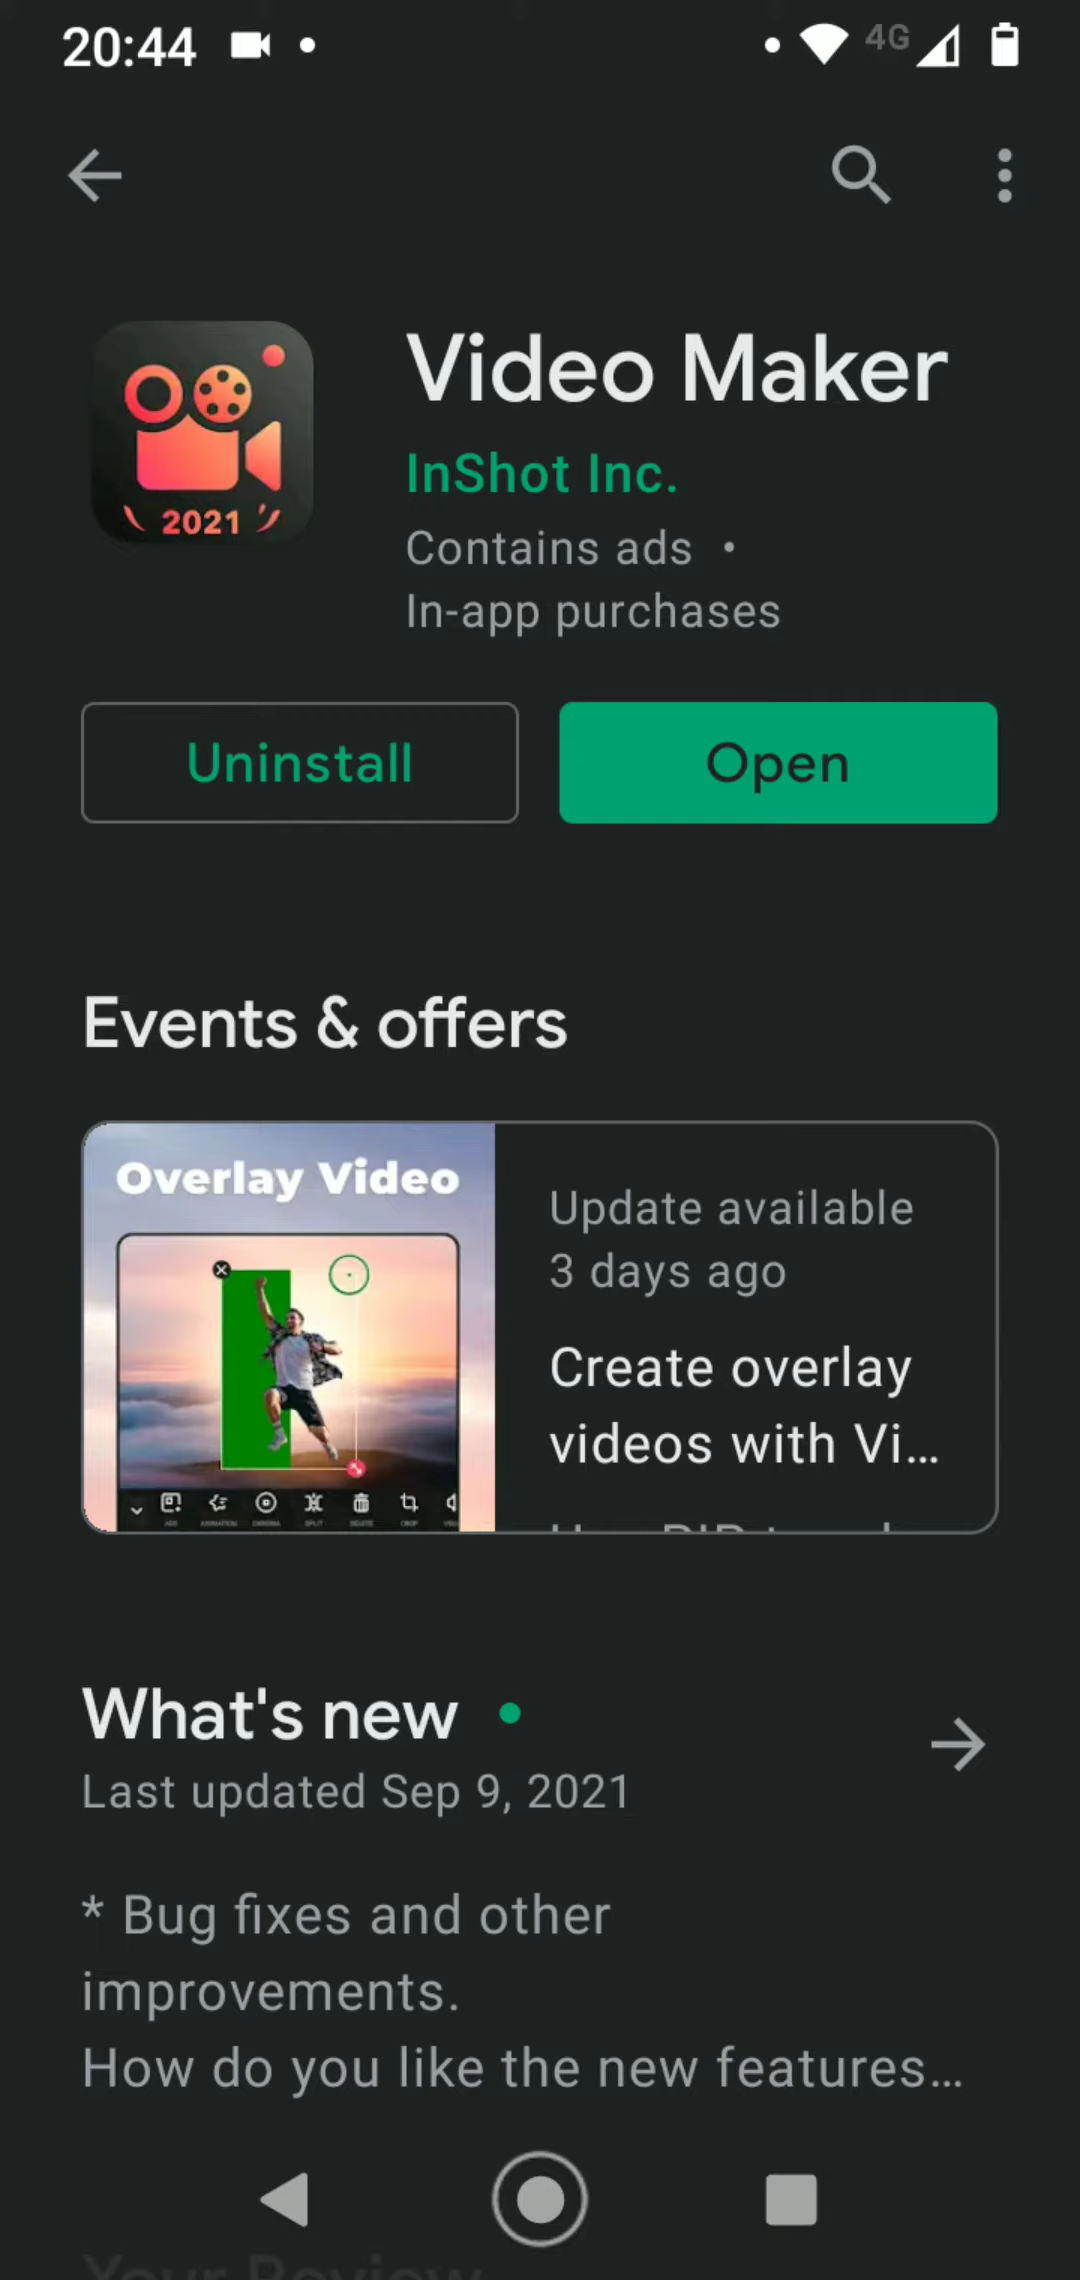 20:44
4G
Video Maker
2021
InShot Inc.
Contains ads •
In-app purchases
Uninstall
Open
Events & offers
Overlay Video
Update available
3 days ago
Create overlay
videos with Vi...
What's new
Last updated Sep 9, 2021
* Bug fixes and other
improvements.
How do you like the new features...
Your Review